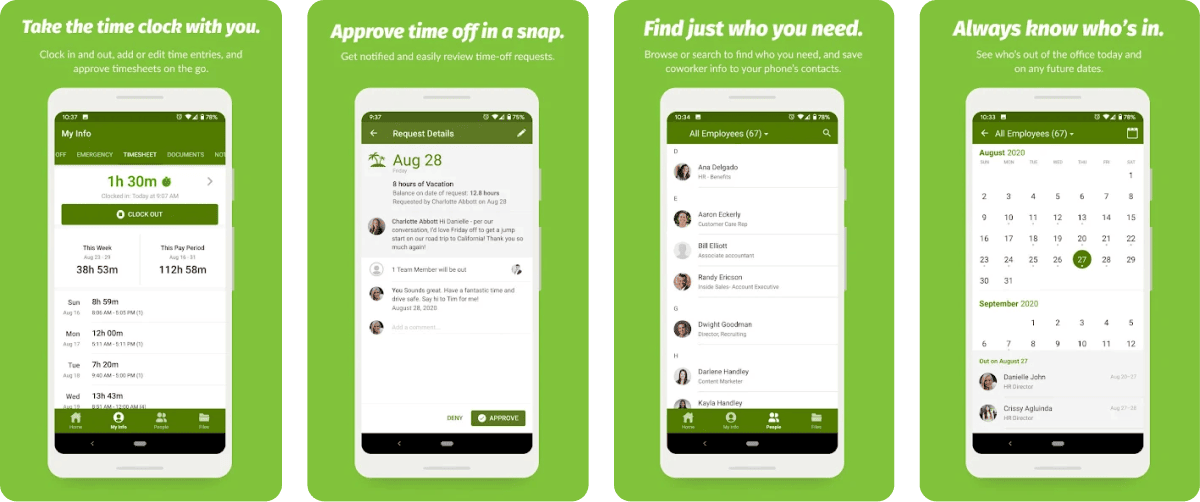 Take the time clock with you.
Clock in and out, add or edit time entries, and
approve timesheets on the go.
10:37
78%
My Info
OFF EMERGENCY TIMESHEET DOCUMENTS NOT
1h 30m
Clocked in: Today at 9:07 AM
CLOCK OUT
This Week
Aug 23 - 29
38h 53m
This Pay Period
Aug 16 - 31
112h 58m
Sun
Aug 16
8h 59m
8:06 AM - 5:05 PM (1)
Mon
Aug 17
12h 00m
5:11 AM - 5:11 PM (1)
Tue
Aug 18
7h 20m
9:40 AM - 5:00 PM (1)
Wed
Aug 19
13h 43m
8:51 AM - 12:00 AM (4)
Home My Info People Files
Approve time off in a snap.
Get notified and easily review time-off requests.
9:37
75%
Request Details
Aug 28
Friday
8 hours of Vacation
Balance on date of request: 12.8 hours
Requested by Charlotte Abbott on Aug 28
Charlotte Abbott Hi Danielle - per our
conversation, I'd love Friday off to get a jump
start on our road trip to California! Thank you so
much again!
1 Team Member will be out
You Sounds great. Have a fantastic time and
drive safe. Say hi to Tim for me!
August 28, 2020
Add a comment...
DENY
APPROVE
Find just who you need.
Browse or search to find who you need, and save
coworker info to your phone's contacts.
10:34
78%
All Employees (67)
D
Ana Delgado
HR - Benefits
E
Aaron Eckerly
Customer Care Rep
Bill Elliott
Associate accountant
Randy Ericson
Inside Sales- Account Executive
G
Dwight Goodman
Director, Recruiting
H
Darlene Handley
Content Marketer
Kayla Handley
Home My Info People Files
Always know who's in.
See who's out of the office today and
on any future dates.
10:33
78%
All Employees (67)
August 2020
SUN MON TUE WED THU FRI SAT
1
2 3 4 5 6 7 8
9 10 11 12 13 14 15
16 17 18 19 20 21 22
23 24 25 26 27 28 29
30 31
September 2020
1 2 3 4 5
6 7 8 9 10 11 12
Out on August 27
Danielle John
HR Director
Aug 20–27
Crissy Agluinda
HR Director
Aug 27–28
Home My Info People Files